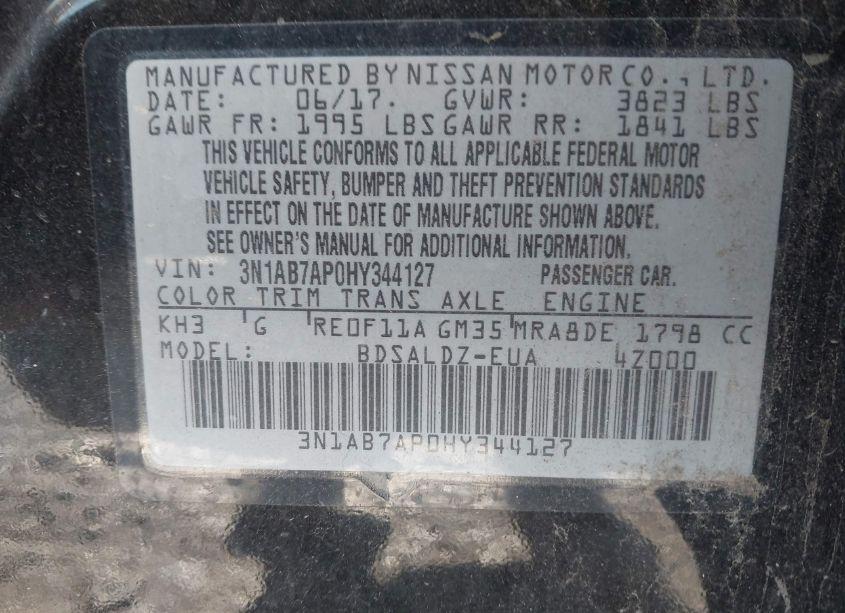 MANUFACTURED BY NISSAN MOTOR CO., LTD.
DATE: 06/17. GVWR: 3823 LBS
GAWR FR: 1995 LBS GAWR RR: 1841 LBS
THIS VEHICLE CONFORMS TO ALL APPLICABLE FEDERAL MOTOR
VEHICLE SAFETY, BUMPER AND THEFT PREVENTION STANDARDS
IN EFFECT ON THE DATE OF MANUFACTURE SHOWN ABOVE.
SEE OWNER'S MANUAL FOR ADDITIONAL INFORMATION.
VIN: 3N1AB7AP0HY344127 PASSENGER CAR.
COLOR TRIM TRANS AXLE ENGINE
KH3 G RE0F11A GM35 MRA8DE 1798 CC
MODEL: BDSALDZ-EUA 4Z000
3N1AB7AP0HY344127